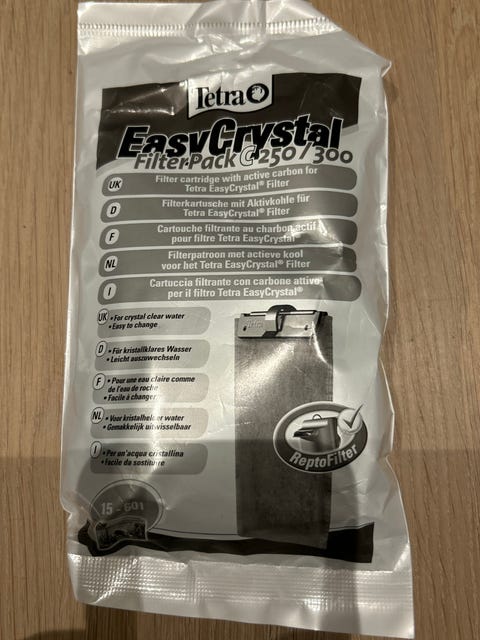 Tetra
EasyCrystal
FilterPack C 250/300
UK
Filter cartridge with active carbon for
Tetra EasyCrystal® Filter
D
Filterkartusche mit Aktivkohle für
Tetra EasyCrystal® Filter
F
Cartouche filtrante au charbon actif
pour filtre Tetra EasyCrystal
NL
Filterpatroon met actieve kool
voor het Tetra EasyCrystal® Filter
I
Cartuccia filtrante con carbone attivo
per il filtro Tetra EasyCrystal®
UK
• For crystal clear water
• Easy to change
D
• Für kristallklares Wasser
• Leicht auszuwechseln
F
• Pour une eau claire comme
de l'eau de roche
• Facile à changer
NL
• Voor kristalhelder water
• Gemakkelijk uitwisselbaar
I
• Per un'acqua cristallina
• Facile da sostituire
TETRA
ReptoFilter
15 - 60 l